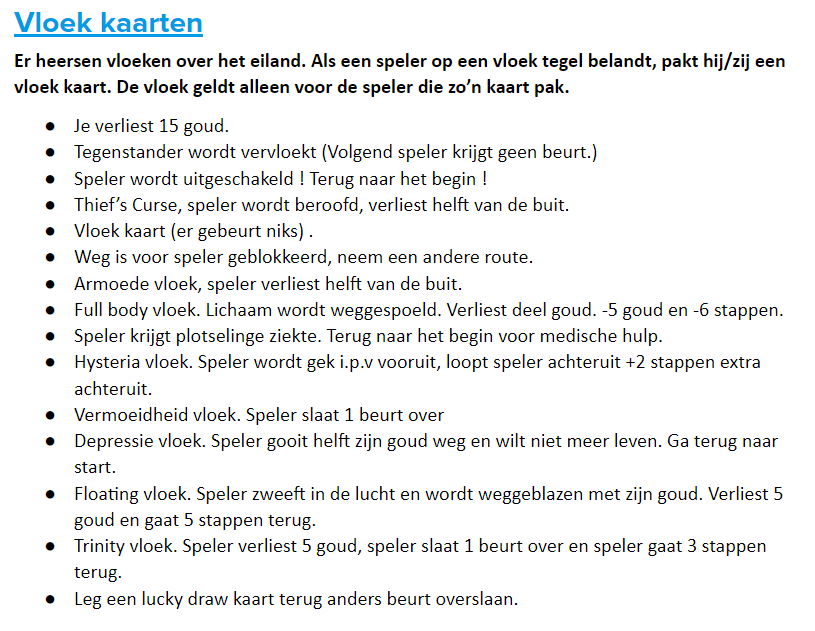 Vloek kaarten
Er heersen vloeken over het eiland. Als een speler op een vloek tegel belandt, pakt hij/zij een
vloek kaart. De vloek geldt alleen voor de speler die zo’n kaart pak.
● Je verliest 15 goud.
● Tegenstander wordt vervloekt (Volgend speler krijgt geen beurt.)
● Speler wordt uitgeschakeld ! Terug naar het begin !
● Thief’s Curse, speler wordt beroofd, verliest helft van de buit.
● Vloek kaart (er gebeurt niks) .
● Weg is voor speler geblokkeerd, neem een andere route.
● Armoede vloek, speler verliest helft van de buit.
● Full body vloek. Lichaam wordt weggespoeld. Verliest deel goud. -5 goud en -6 stappen.
● Speler krijgt plotselinge ziekte. Terug naar het begin voor medische hulp.
● Hysteria vloek. Speler wordt gek i.p.v vooruit, loopt speler achteruit +2 stappen extra
achteruit.
● Vermoeidheid vloek. Speler slaat 1 beurt over
● Depressie vloek. Speler gooit helft zijn goud weg en wilt niet meer leven. Ga terug naar
start.
● Floating vloek. Speler zweeft in de lucht en wordt weggeblazen met zijn goud. Verliest 5
goud en gaat 5 stappen terug.
● Trinity vloek. Speler verliest 5 goud, speler slaat 1 beurt over en speler gaat 3 stappen
terug.
● Leg een lucky draw kaart terug anders beurt overslaan.